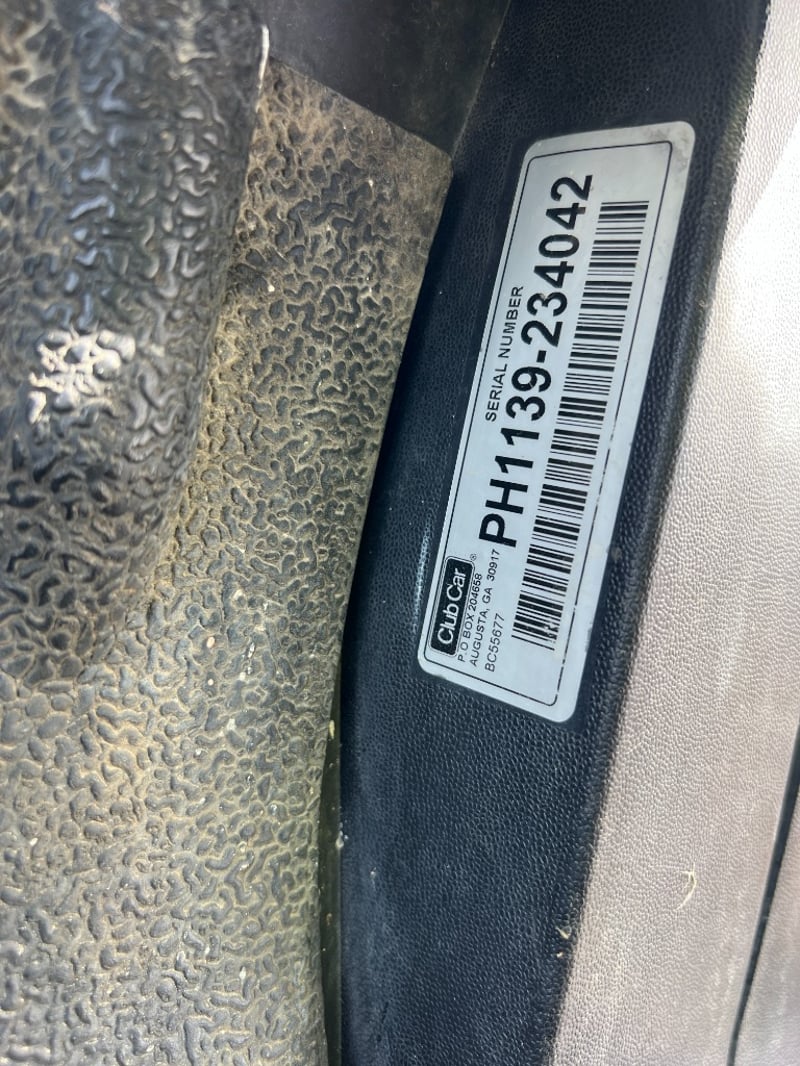 SERIAL NUMBER
PH1139-234042
Club Car®
P.O BOX 204658
AUGUSTA, GA 30917
BC55677